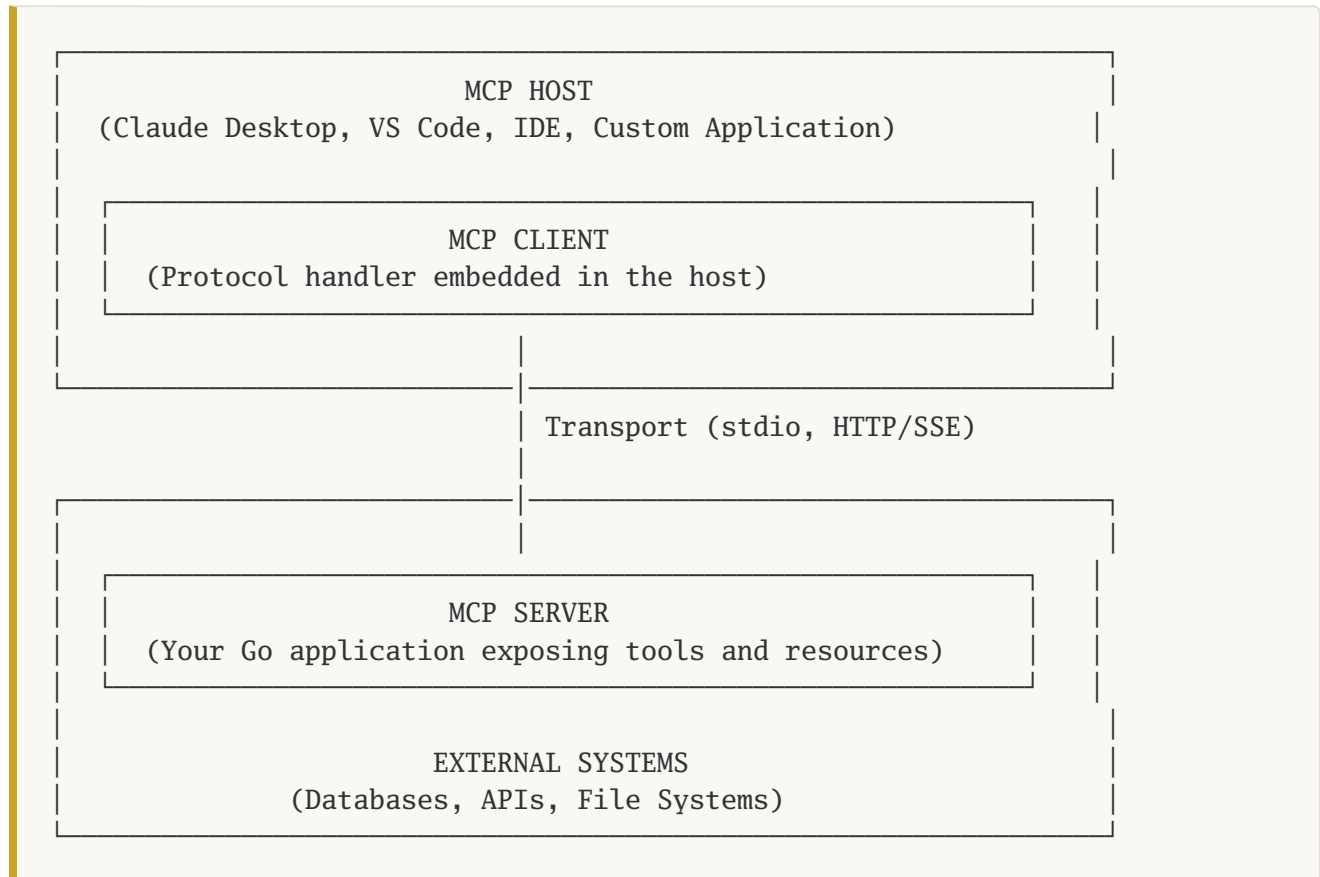 MCP HOST
(Claude Desktop, VS Code, IDE, Custom Application)
MCP CLIENT
(Protocol handler embedded in the host)
Transport (stdio, HTTP/SSE)
MCP SERVER
(Your Go application exposing tools and resources)
EXTERNAL SYSTEMS
(Databases, APIs, File Systems)